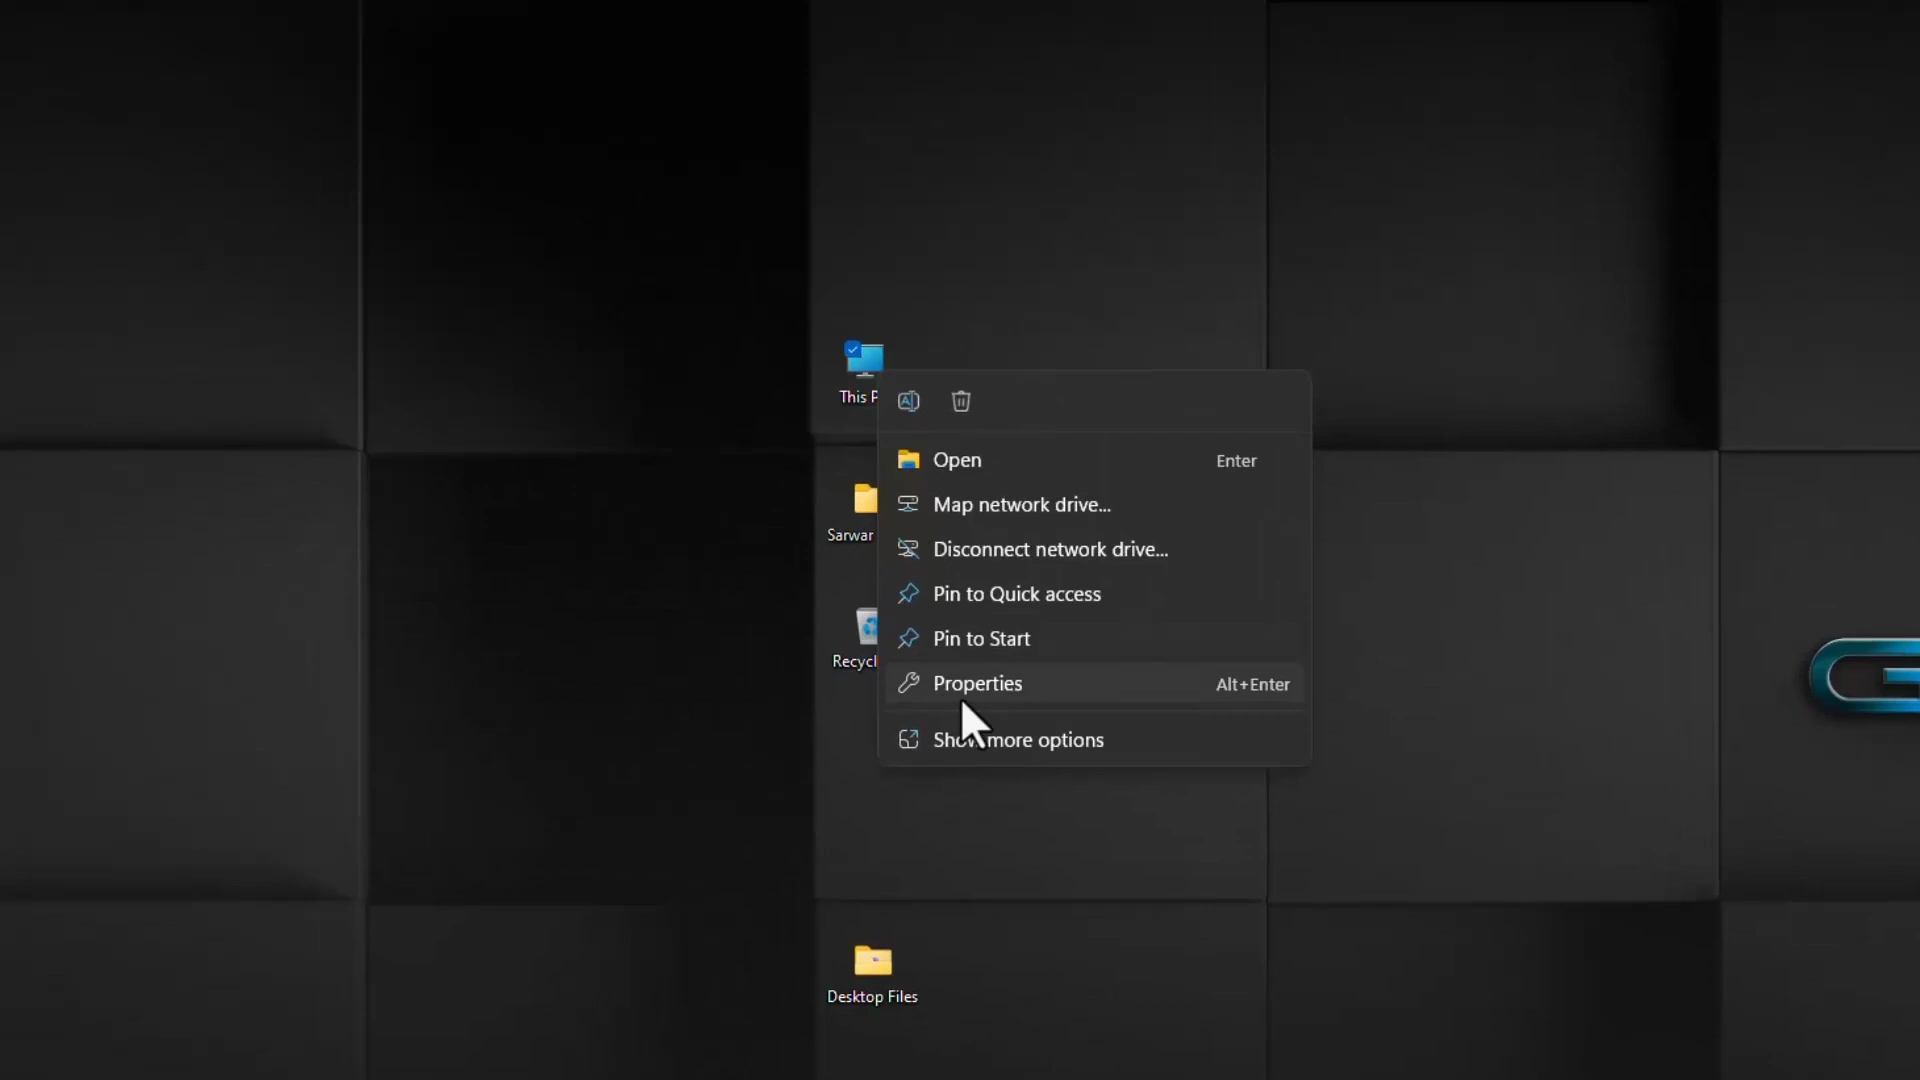 This P
Open Enter
Map network drive...
Disconnect network drive...
Pin to Quick access
Pin to Start
Properties Alt+Enter
Show more options
Sarwar
Recycl
Desktop Files